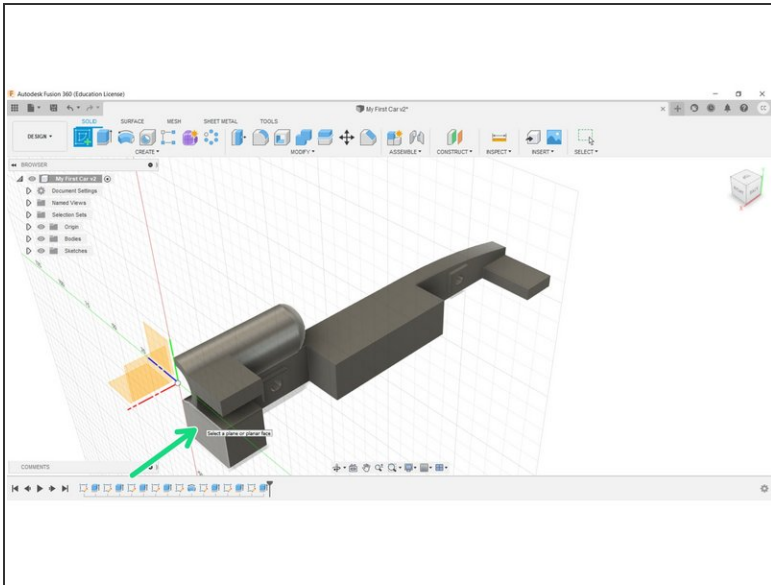 Autodesk Fusion 360 (Education License)
My First Car v2*
SOLID SURFACE MESH SHEET METAL TOOLS
DESIGN
CREATE MODIFY ASSEMBLE CONSTRUCT INSPECT INSERT SELECT
BROWSER
My First Car v2
Document Settings
Named Views
Selection Sets
Origin
Bodies
Sketches
Select a plane or planar face
COMMENTS